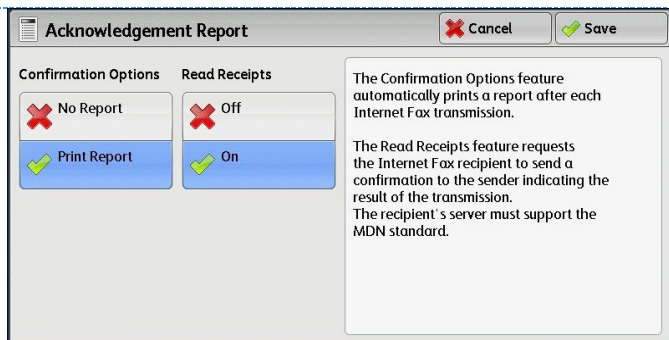 Acknowledgement Report
Cancel
Save
Confirmation Options
Read Receipts
No Report
Off
Print Report
On
The Confirmation Options feature
automatically prints a report after each
Internet Fax transmission.
The Read Receipts feature requests
the Internet Fax recipient to send a
confirmation to the sender indicating the
result of the transmission.
The recipient's server must support the
MDN standard.